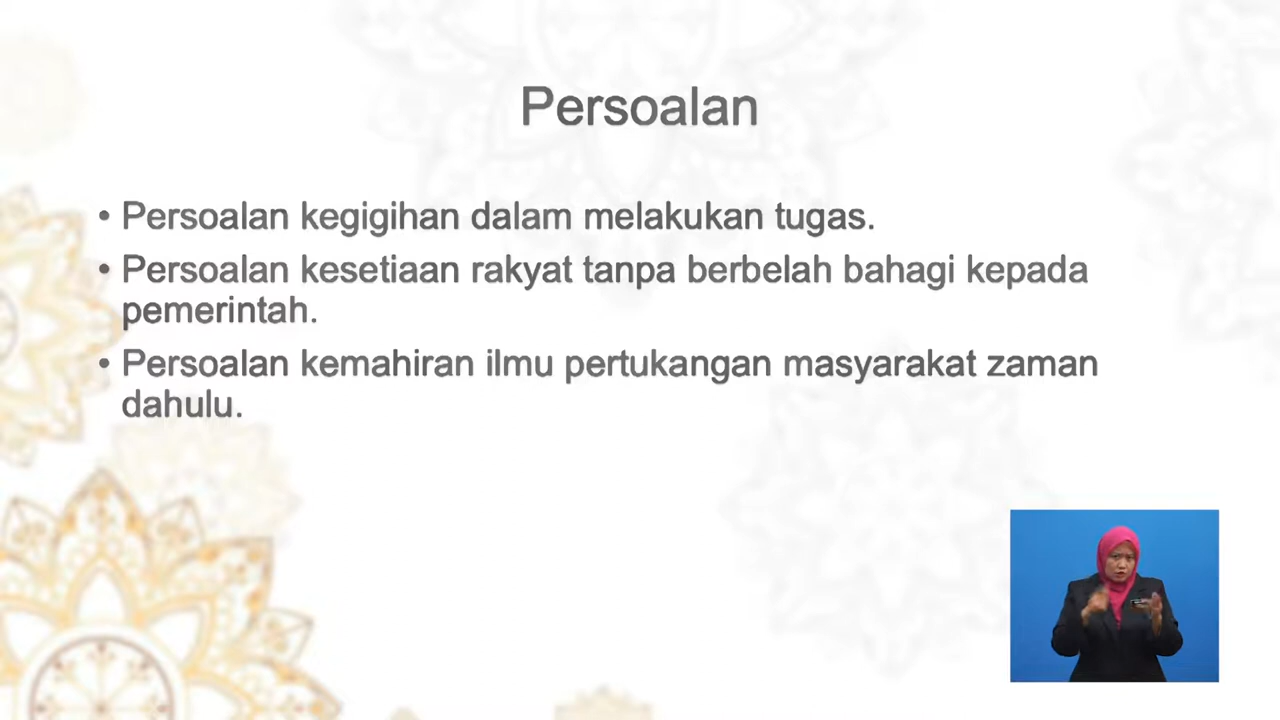 Persoalan
• Persoalan kegigihan dalam melakukan tugas.
• Persoalan kesetiaan rakyat tanpa berbelah bahagi kepada
pemerintah.
• Persoalan kemahiran ilmu pertukangan masyarakat zaman
dahulu.